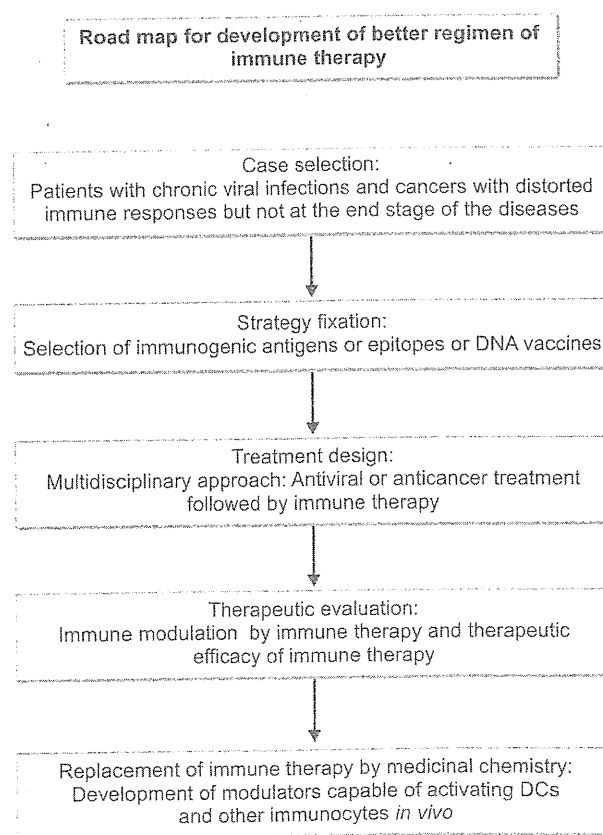 Road map for development of better regimen of
immune therapy
Case selection:
Patients with chronic viral infections and cancers with distorted
immune responses but not at the end stage of the diseases
Strategy fixation:
Selection of immunogenic antigens or epitopes or DNA vaccines
Treatment design:
Multidisciplinary approach: Antiviral or anticancer treatment
followed by immune therapy
Therapeutic evaluation:
Immune modulation by immune therapy and therapeutic
efficacy of immune therapy
Replacement of immune therapy by medicinal chemistry:
Development of modulators capable of activating DCs
and other immunocytes in vivo